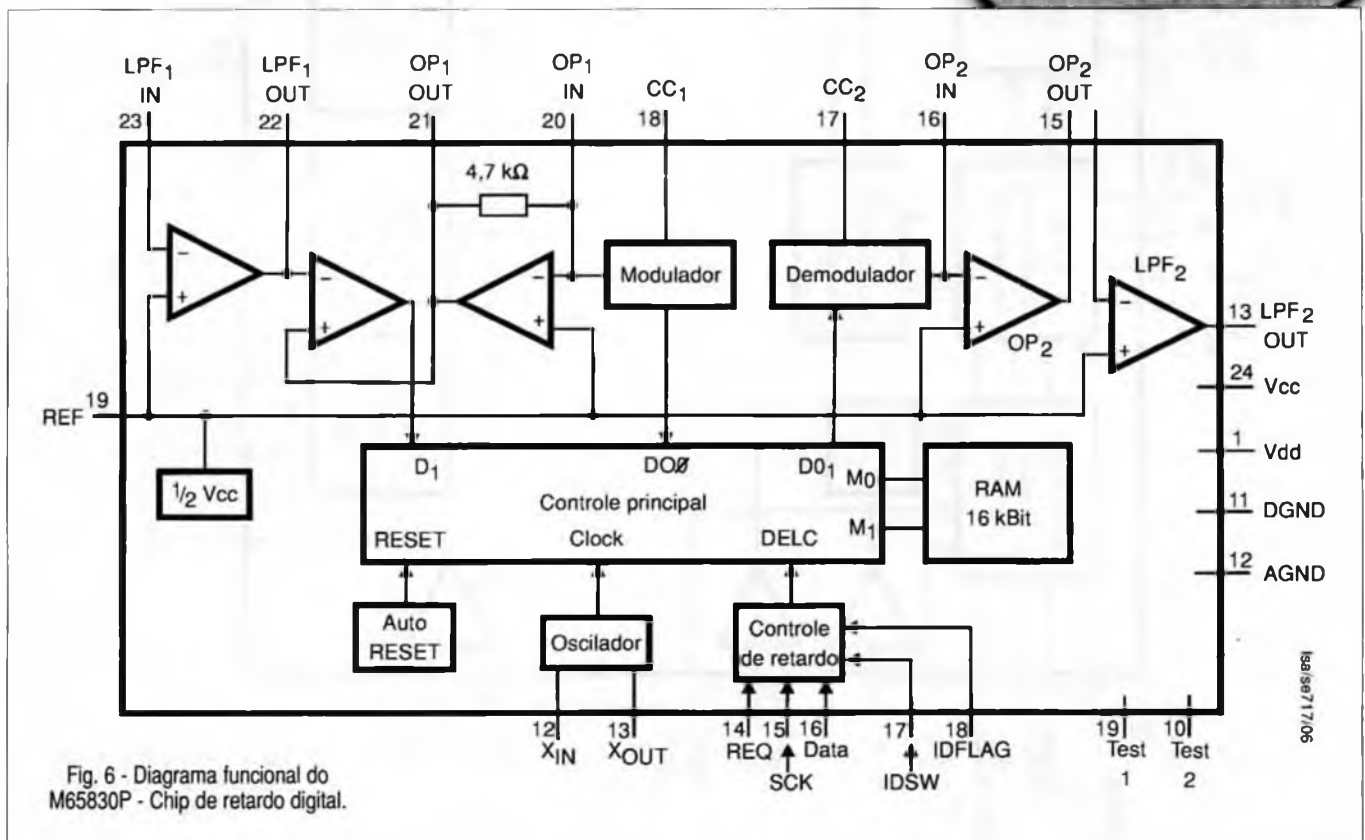 LPF1 IN
LPF1 OUT
OP1 OUT
OP1 IN
CC1
CC2
OP2 IN
OP2 OUT
23
22
21
20
18
17
16
15
4,7 kΩ
Modulador
Demodulador
LPF2
OP2
13 LPF2 OUT
24 Vcc
1 Vdd
11 DGND
12 AGND
REF 19
1/2 Vcc
D1
DO0
D01
M0
M1
Controle principal
RESET
Clock
DELC
RAM
16 kBit
Auto
RESET
Oscilador
Controle
de retardo
12
13
14
15
16
17
18
19
10
XIN
XOUT
REQ
Data
IDFLAG
Test
1
Test
2
SCK
IDSW
Isa/se717/06
Fig. 6 - Diagrama funcional do
M65830P - Chip de retardo digital.